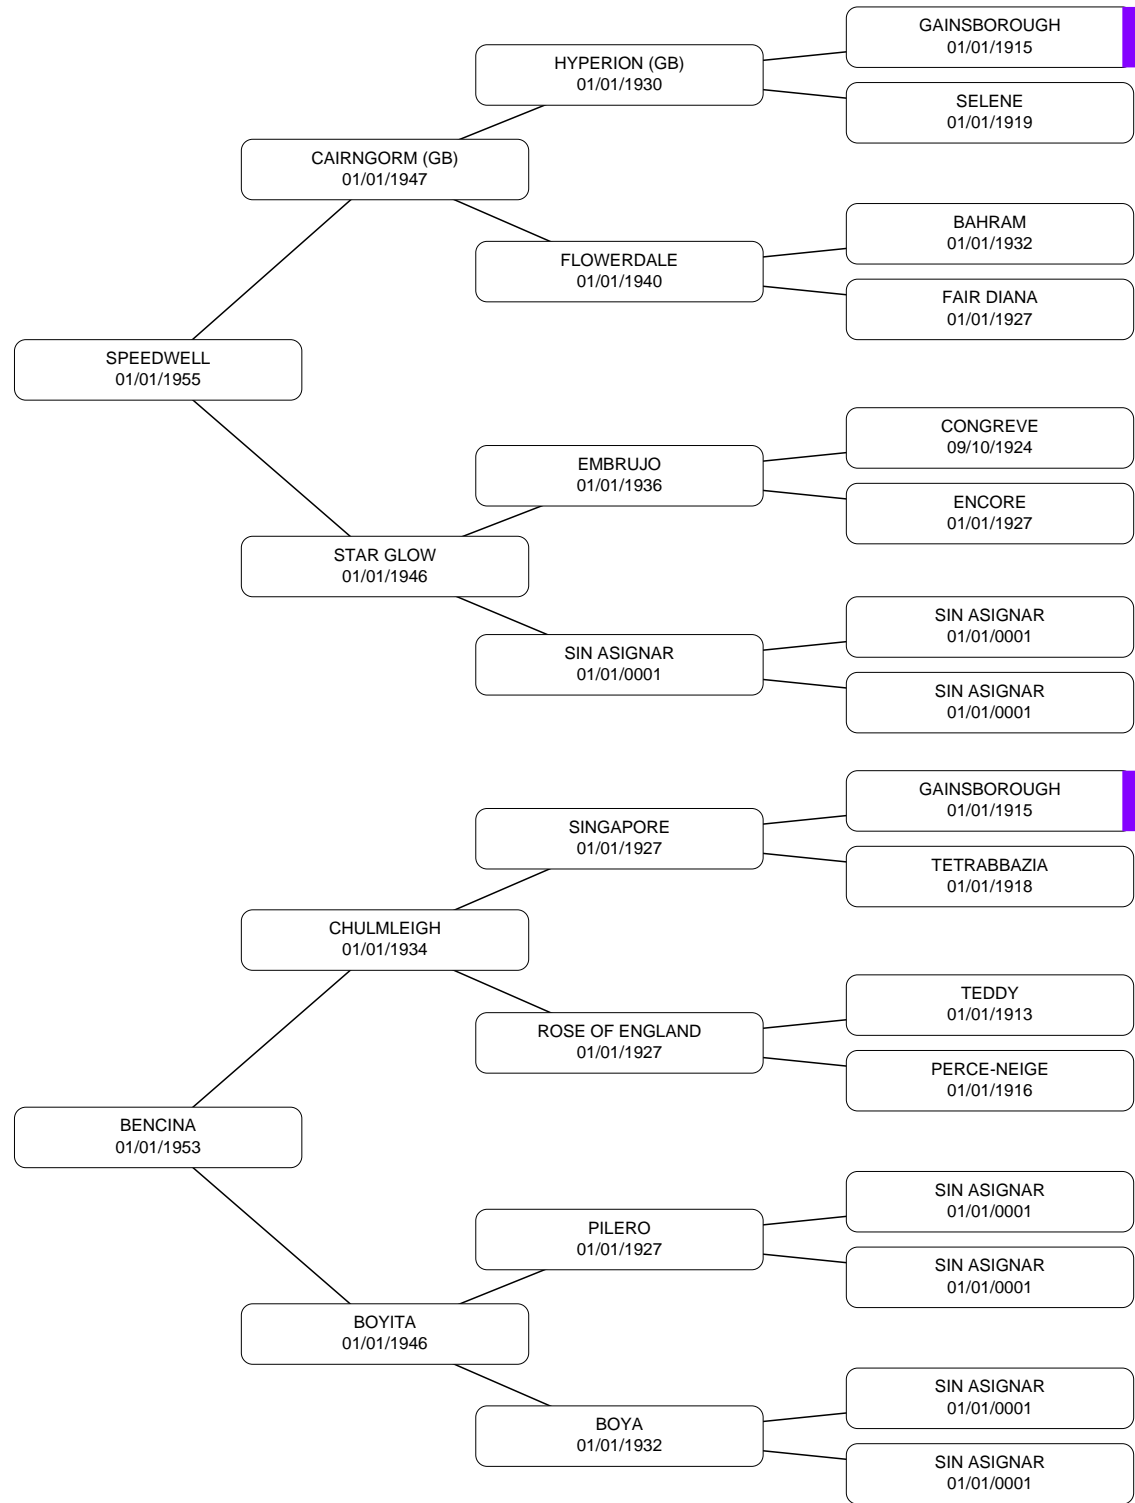 GAINSBOROUGH
01/01/1915
HYPERION (GB)
01/01/1930
SELENE
01/01/1919
CAIRNGORM (GB)
01/01/1947
BAHRAM
01/01/1932
FLOWERDALE
01/01/1940
FAIR DIANA
01/01/1927
SPEEDWELL
01/01/1955
CONGREVE
09/10/1924
EMBRUJO
01/01/1936
ENCORE
01/01/1927
STAR GLOW
01/01/1946
SIN ASIGNAR
01/01/0001
SIN ASIGNAR
01/01/0001
SIN ASIGNAR
01/01/0001
GAINSBOROUGH
01/01/1915
SINGAPORE
01/01/1927
TETRABBAZIA
01/01/1918
CHULMLEIGH
01/01/1934
TEDDY
01/01/1913
ROSE OF ENGLAND
01/01/1927
PERCE-NEIGE
01/01/1916
BENCINA
01/01/1953
SIN ASIGNAR
01/01/0001
PILERO
01/01/1927
SIN ASIGNAR
01/01/0001
BOYITA
01/01/1946
SIN ASIGNAR
01/01/0001
BOYA
01/01/1932
SIN ASIGNAR
01/01/0001